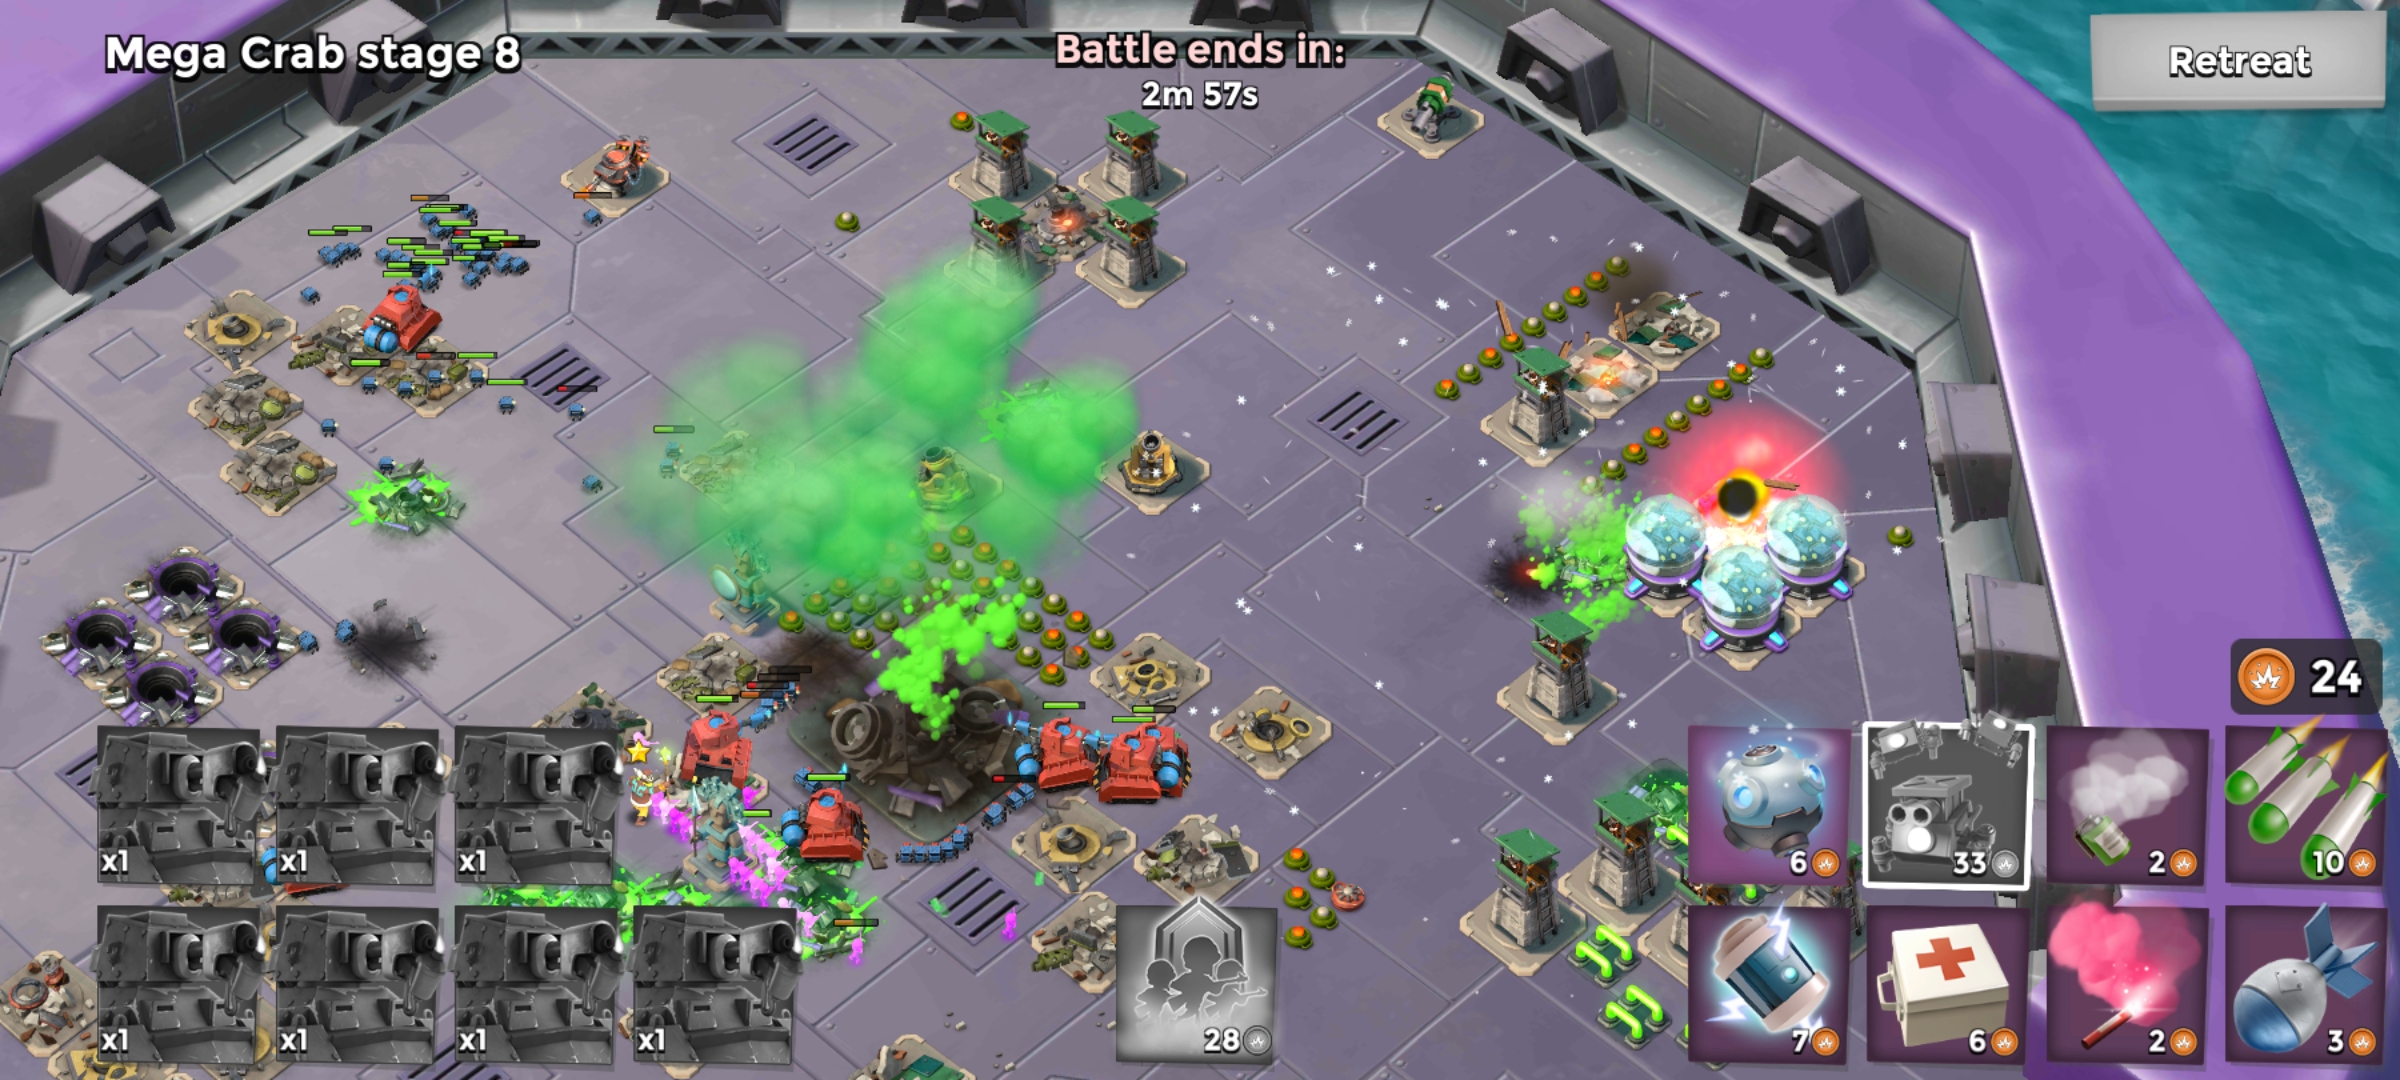 Mega Crab stage 8
Battle ends in:
2m 57s
Retreat
24
6
33
2
10
x1
x1
x1
x1
x1
x1
x1
28
7
6
2
3